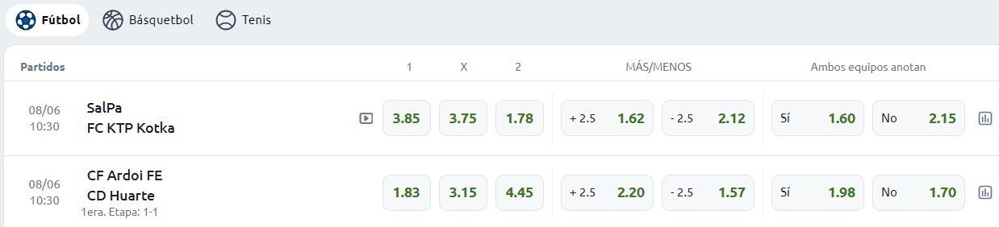 Fútbol Básquetbol Tenis
Partidos 1 X 2 MÁS/MENOS Ambos equipos anotan
08/06 SalPa
10:30 FC KTP Kotka
3.85 3.75 1.78 + 2.5 1.62 - 2.5 2.12 Sí 1.60 No 2.15
08/06 CF Ardoi FE
10:30 CD Huarte
1era. Etapa: 1-1
1.83 3.15 4.45 + 2.5 2.20 - 2.5 1.57 Sí 1.98 No 1.70